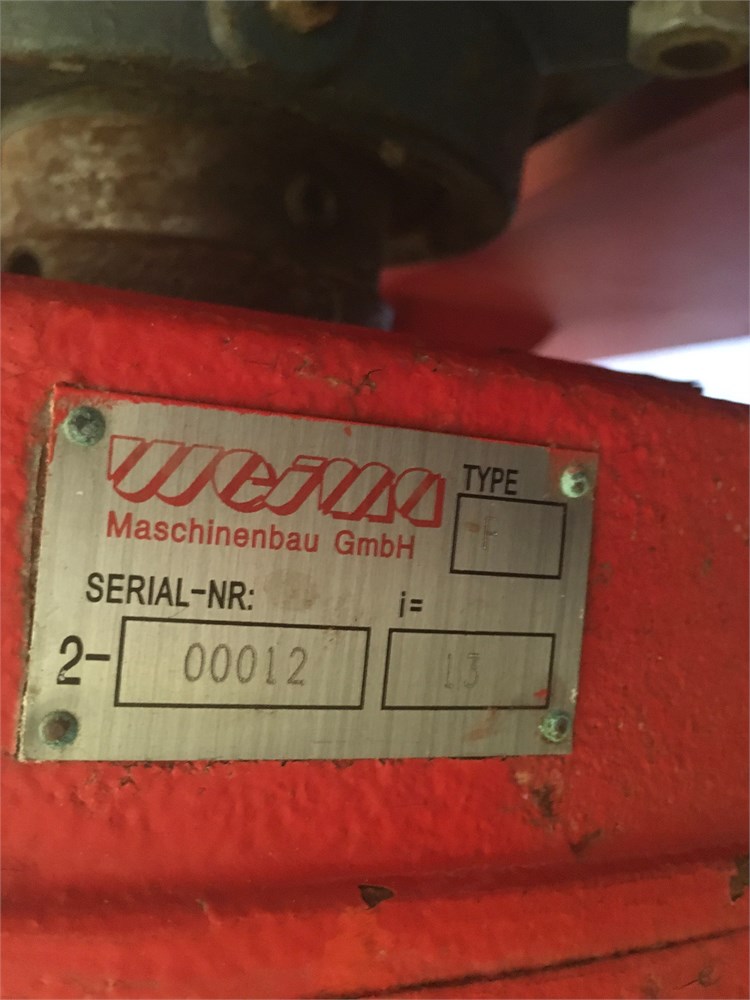 Weima
Maschinenbau GmbH
TYPE
SERIAL-NR:
i=
2- 00012
13